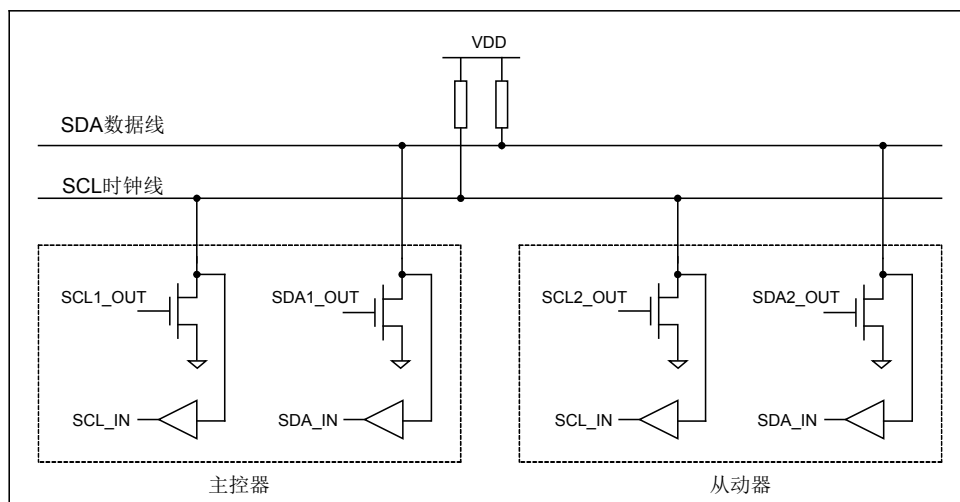 VDD
SDA数据线
SCL时钟线
SCL1_OUT
SDA1_OUT
SCL2_OUT
SDA2_OUT
SCL_IN
SDA_IN
SCL_IN
SDA_IN
主控器
从动器